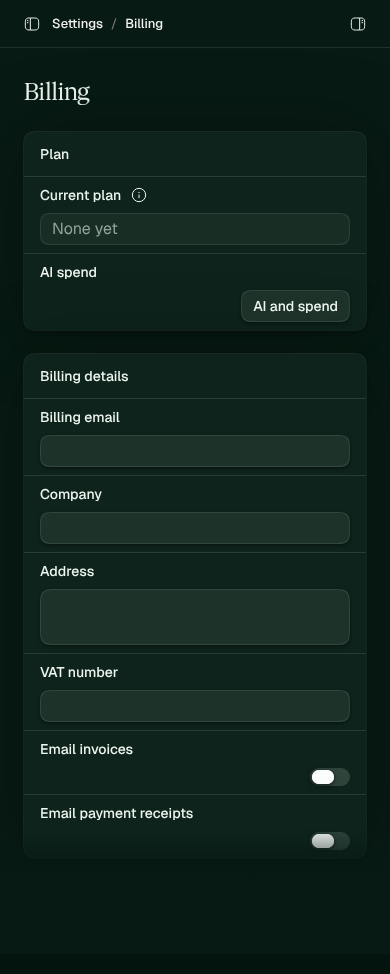 Settings / Billing
Billing
Plan
Current plan
None yet
AI spend
AI and spend
Billing details
Billing email
Company
Address
VAT number
Email invoices
Email payment receipts